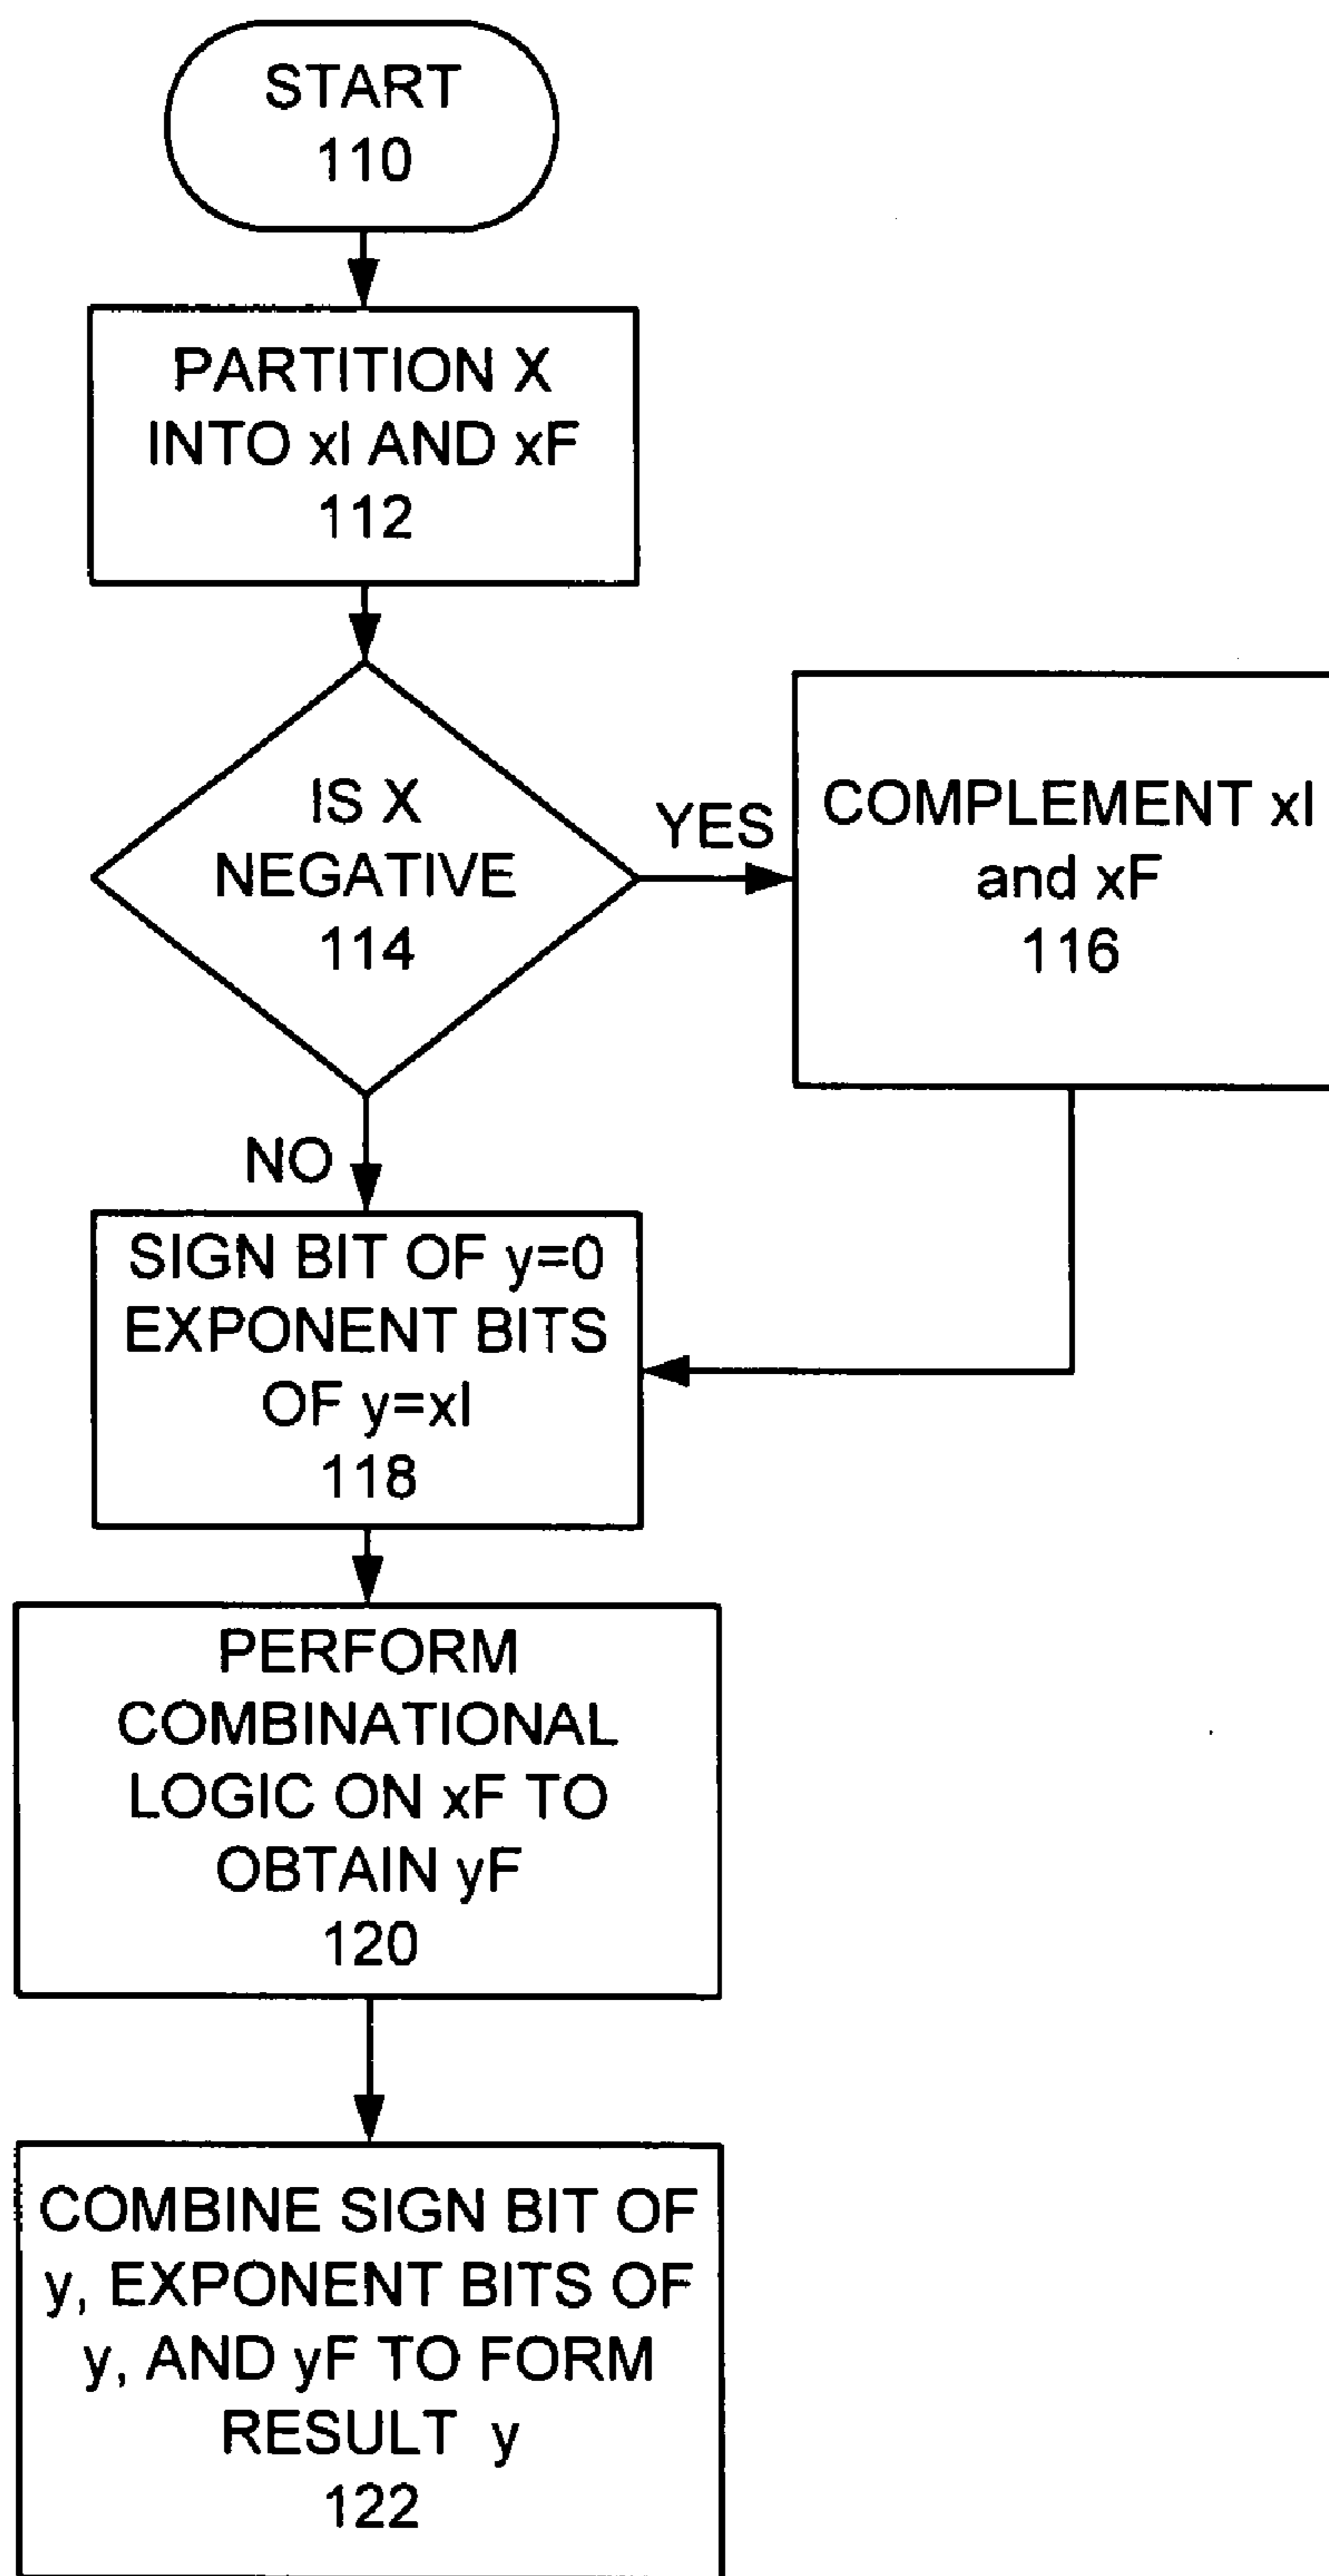 START
110
PARTITION X
INTO xI AND xF
112
IS X
NEGATIVE
114
YES
COMPLEMENT xI
and xF
116
NO
SIGN BIT OF y=0
EXPONENT BITS
OF y=xI
118
PERFORM
COMBINATIONAL
LOGIC ON xF TO
OBTAIN yF
120
COMBINE SIGN BIT OF
y, EXPONENT BITS OF
y, AND yF TO FORM
RESULT y
122